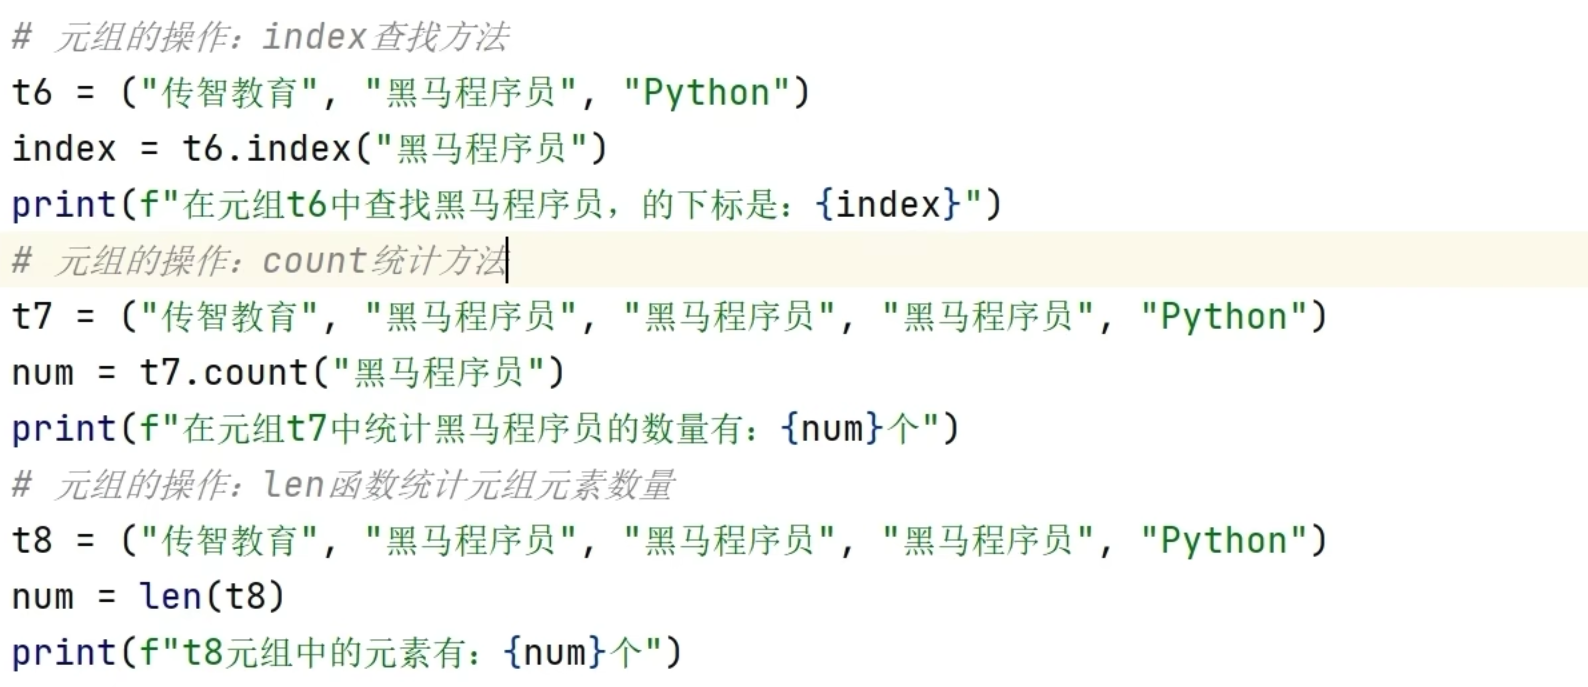 # 元组的操作：index查找方法
t6 = ("传智教育", "黑马程序员", "Python")
index = t6.index("黑马程序员")
print(f"在元组t6中查找黑马程序员，的下标是：{index}")
# 元组的操作：count统计方法
t7 = ("传智教育", "黑马程序员", "黑马程序员", "黑马程序员", "Python")
num = t7.count("黑马程序员")
print(f"在元组t7中统计黑马程序员的数量有：{num}个")
# 元组的操作：len函数统计元组元素数量
t8 = ("传智教育", "黑马程序员", "黑马程序员", "黑马程序员", "Python")
num = len(t8)
print(f"t8元组中的元素有：{num}个")